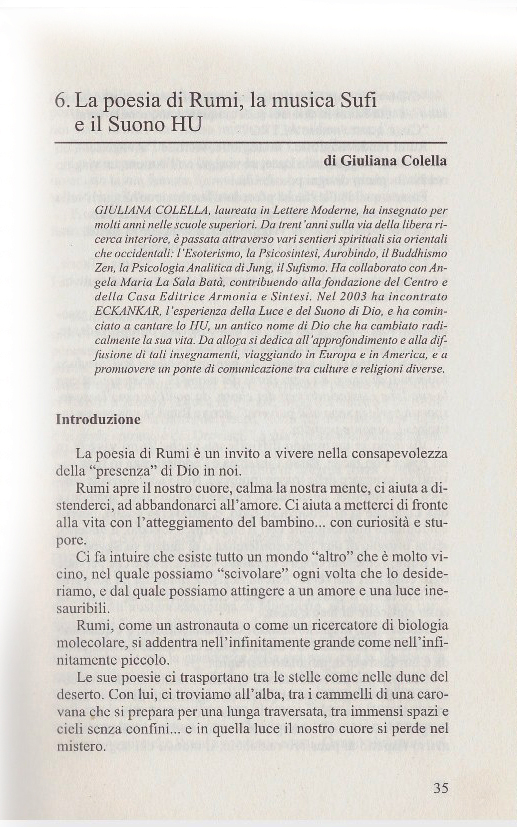 6. La poesia di Rumi, la musica Sufi
e il Suono HU
di Giuliana Colella
GIULIANA COLELLA, laureata in Lettere Moderne, ha insegnato per
molti anni nelle scuole superiori. Da trent'anni sulla via della libera ri-
cerca interiore, è passata attraverso vari sentieri spirituali sia orientali
che occidentali: l'Esoterismo, la Psicosintesi, Aurobindo, il Buddhismo
Zen, la Psicologia Analitica di Jung, il Sufismo. Ha collaborato con An-
gela Maria La Sala Batà, contribuendo alla fondazione del Centro e
della Casa Editrice Armonia e Sintesi. Nel 2003 ha incontrato
ECKANKAR, l'esperienza della Luce e del Suono di Dio, e ha comin-
ciato a cantare lo HU, un antico nome di Dio che ha cambiato radi-
calmente la sua vita. Da allora si dedica all'approfondimento e alla dif-
fusione di tali insegnamenti, viaggiando in Europa e in America, e a
promuovere un ponte di comunicazione tra culture e religioni diverse.
Introduzione
La poesia di Rumi è un invito a vivere nella consapevolezza
della “presenza” di Dio in noi.
Rumi apre il nostro cuore, calma la nostra mente, ci aiuta a di-
stenderci, ad abbandonarci all'amore. Ci aiuta a metterci di fronte
alla vita con l'atteggiamento del bambino... con curiosità e stu-
pore.
Ci fa intuire che esiste tutto un mondo “altro” che è molto vi-
cino, nel quale possiamo “scivolare” ogni volta che lo deside-
riamo, e dal quale possiamo attingere a un amore e una luce ine-
sauribili.
Rumi, come un astronauta o come un ricercatore di biologia
molecolare, si addentra nell'infinitamente grande come nell'infi-
nitamente piccolo.
Le sue poesie ci trasportano tra le stelle come nelle dune del
deserto. Con lui, ci troviamo all'alba, tra i cammelli di una caro-
vana che si prepara per una lunga traversata, tra immensi spazi e
cieli senza confini... e in quella luce il nostro cuore si perde nel
mistero.
35